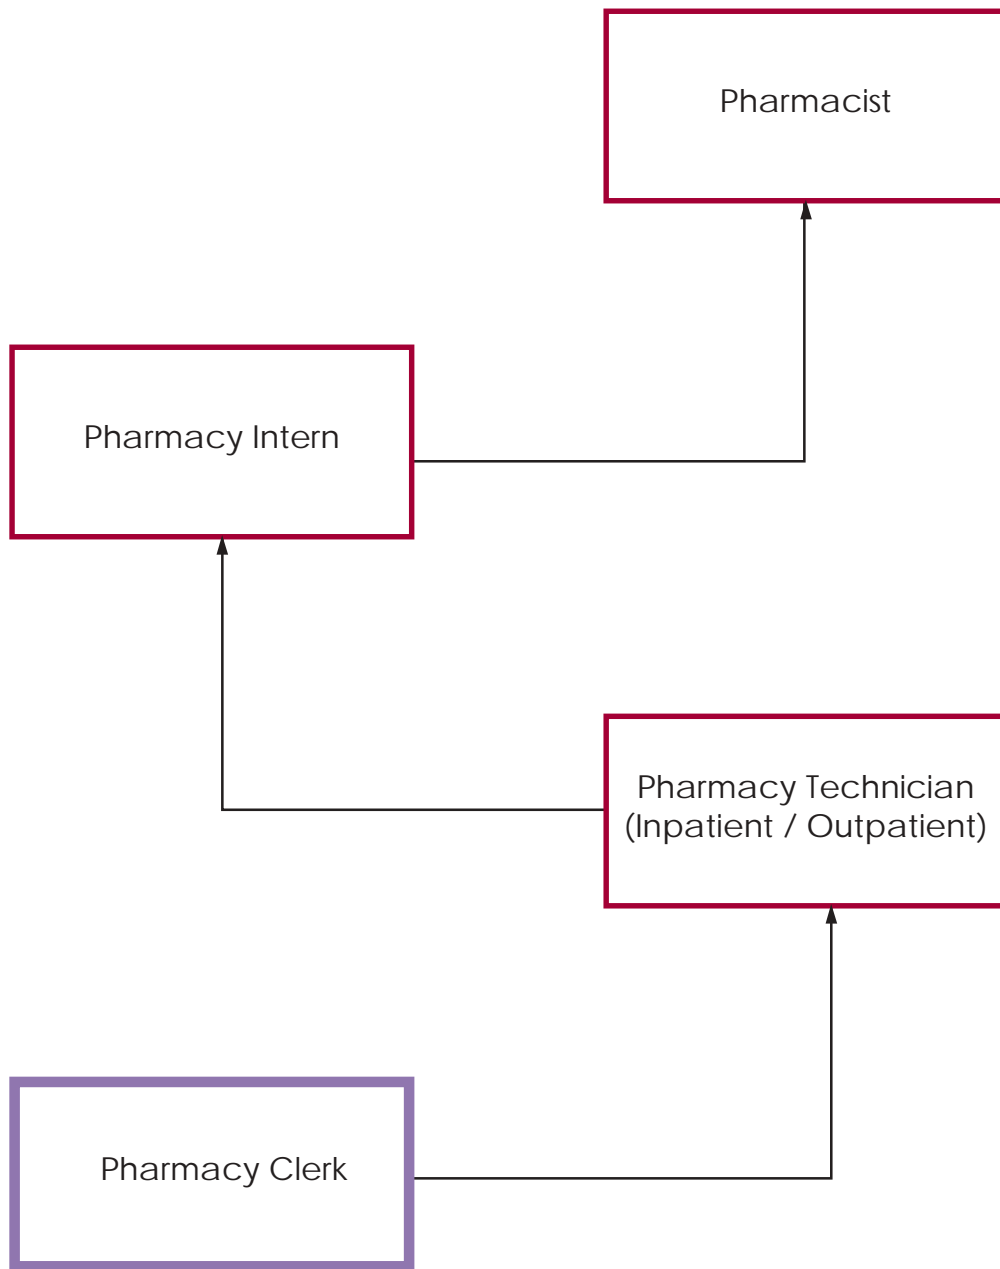 Pharmacist
Pharmacy Intern
Pharmacy Technician
(Inpatient / Outpatient)
Pharmacy Clerk